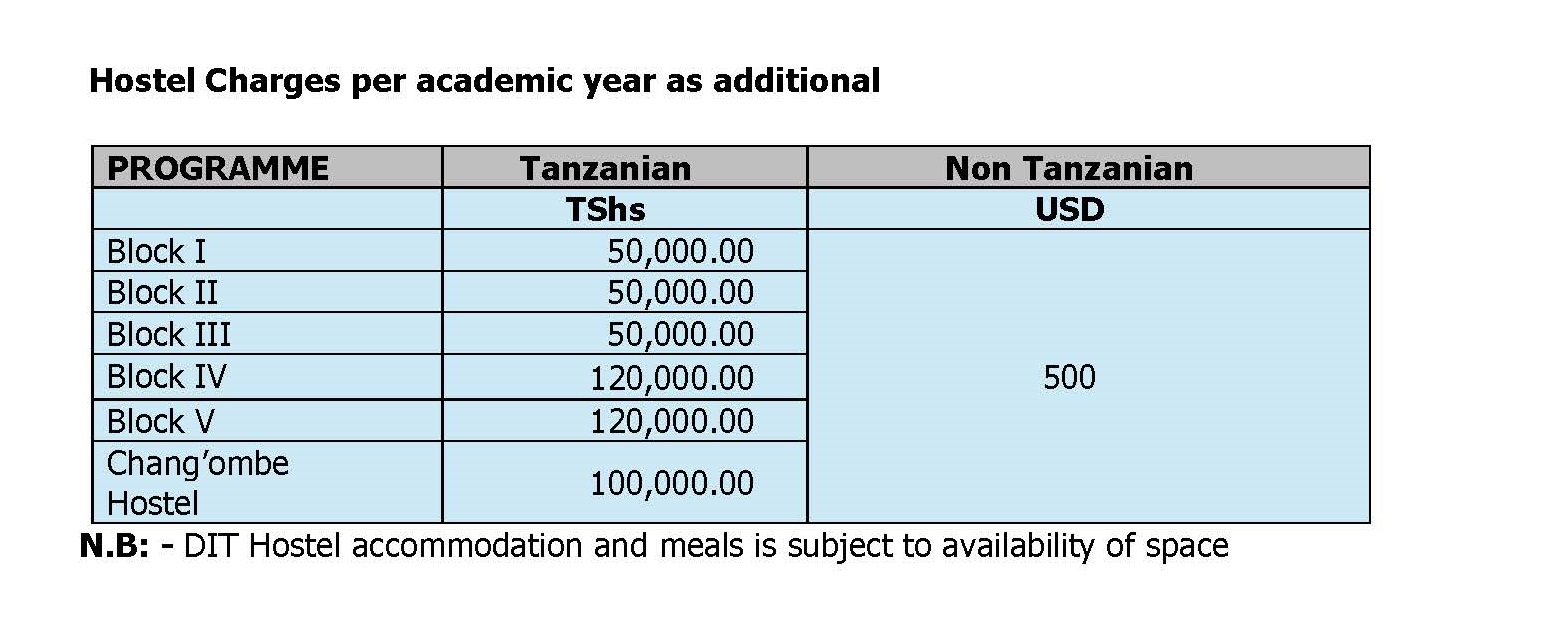 Hostel Charges per academic year as additional
PROGRAMME Tanzanian Non Tanzanian
TShs USD
Block I 50,000.00
Block II 50,000.00
Block III 50,000.00
Block IV 120,000.00 500
Block V 120,000.00
Chang’ombe
Hostel 100,000.00
N.B: - DIT Hostel accommodation and meals is subject to availability of space